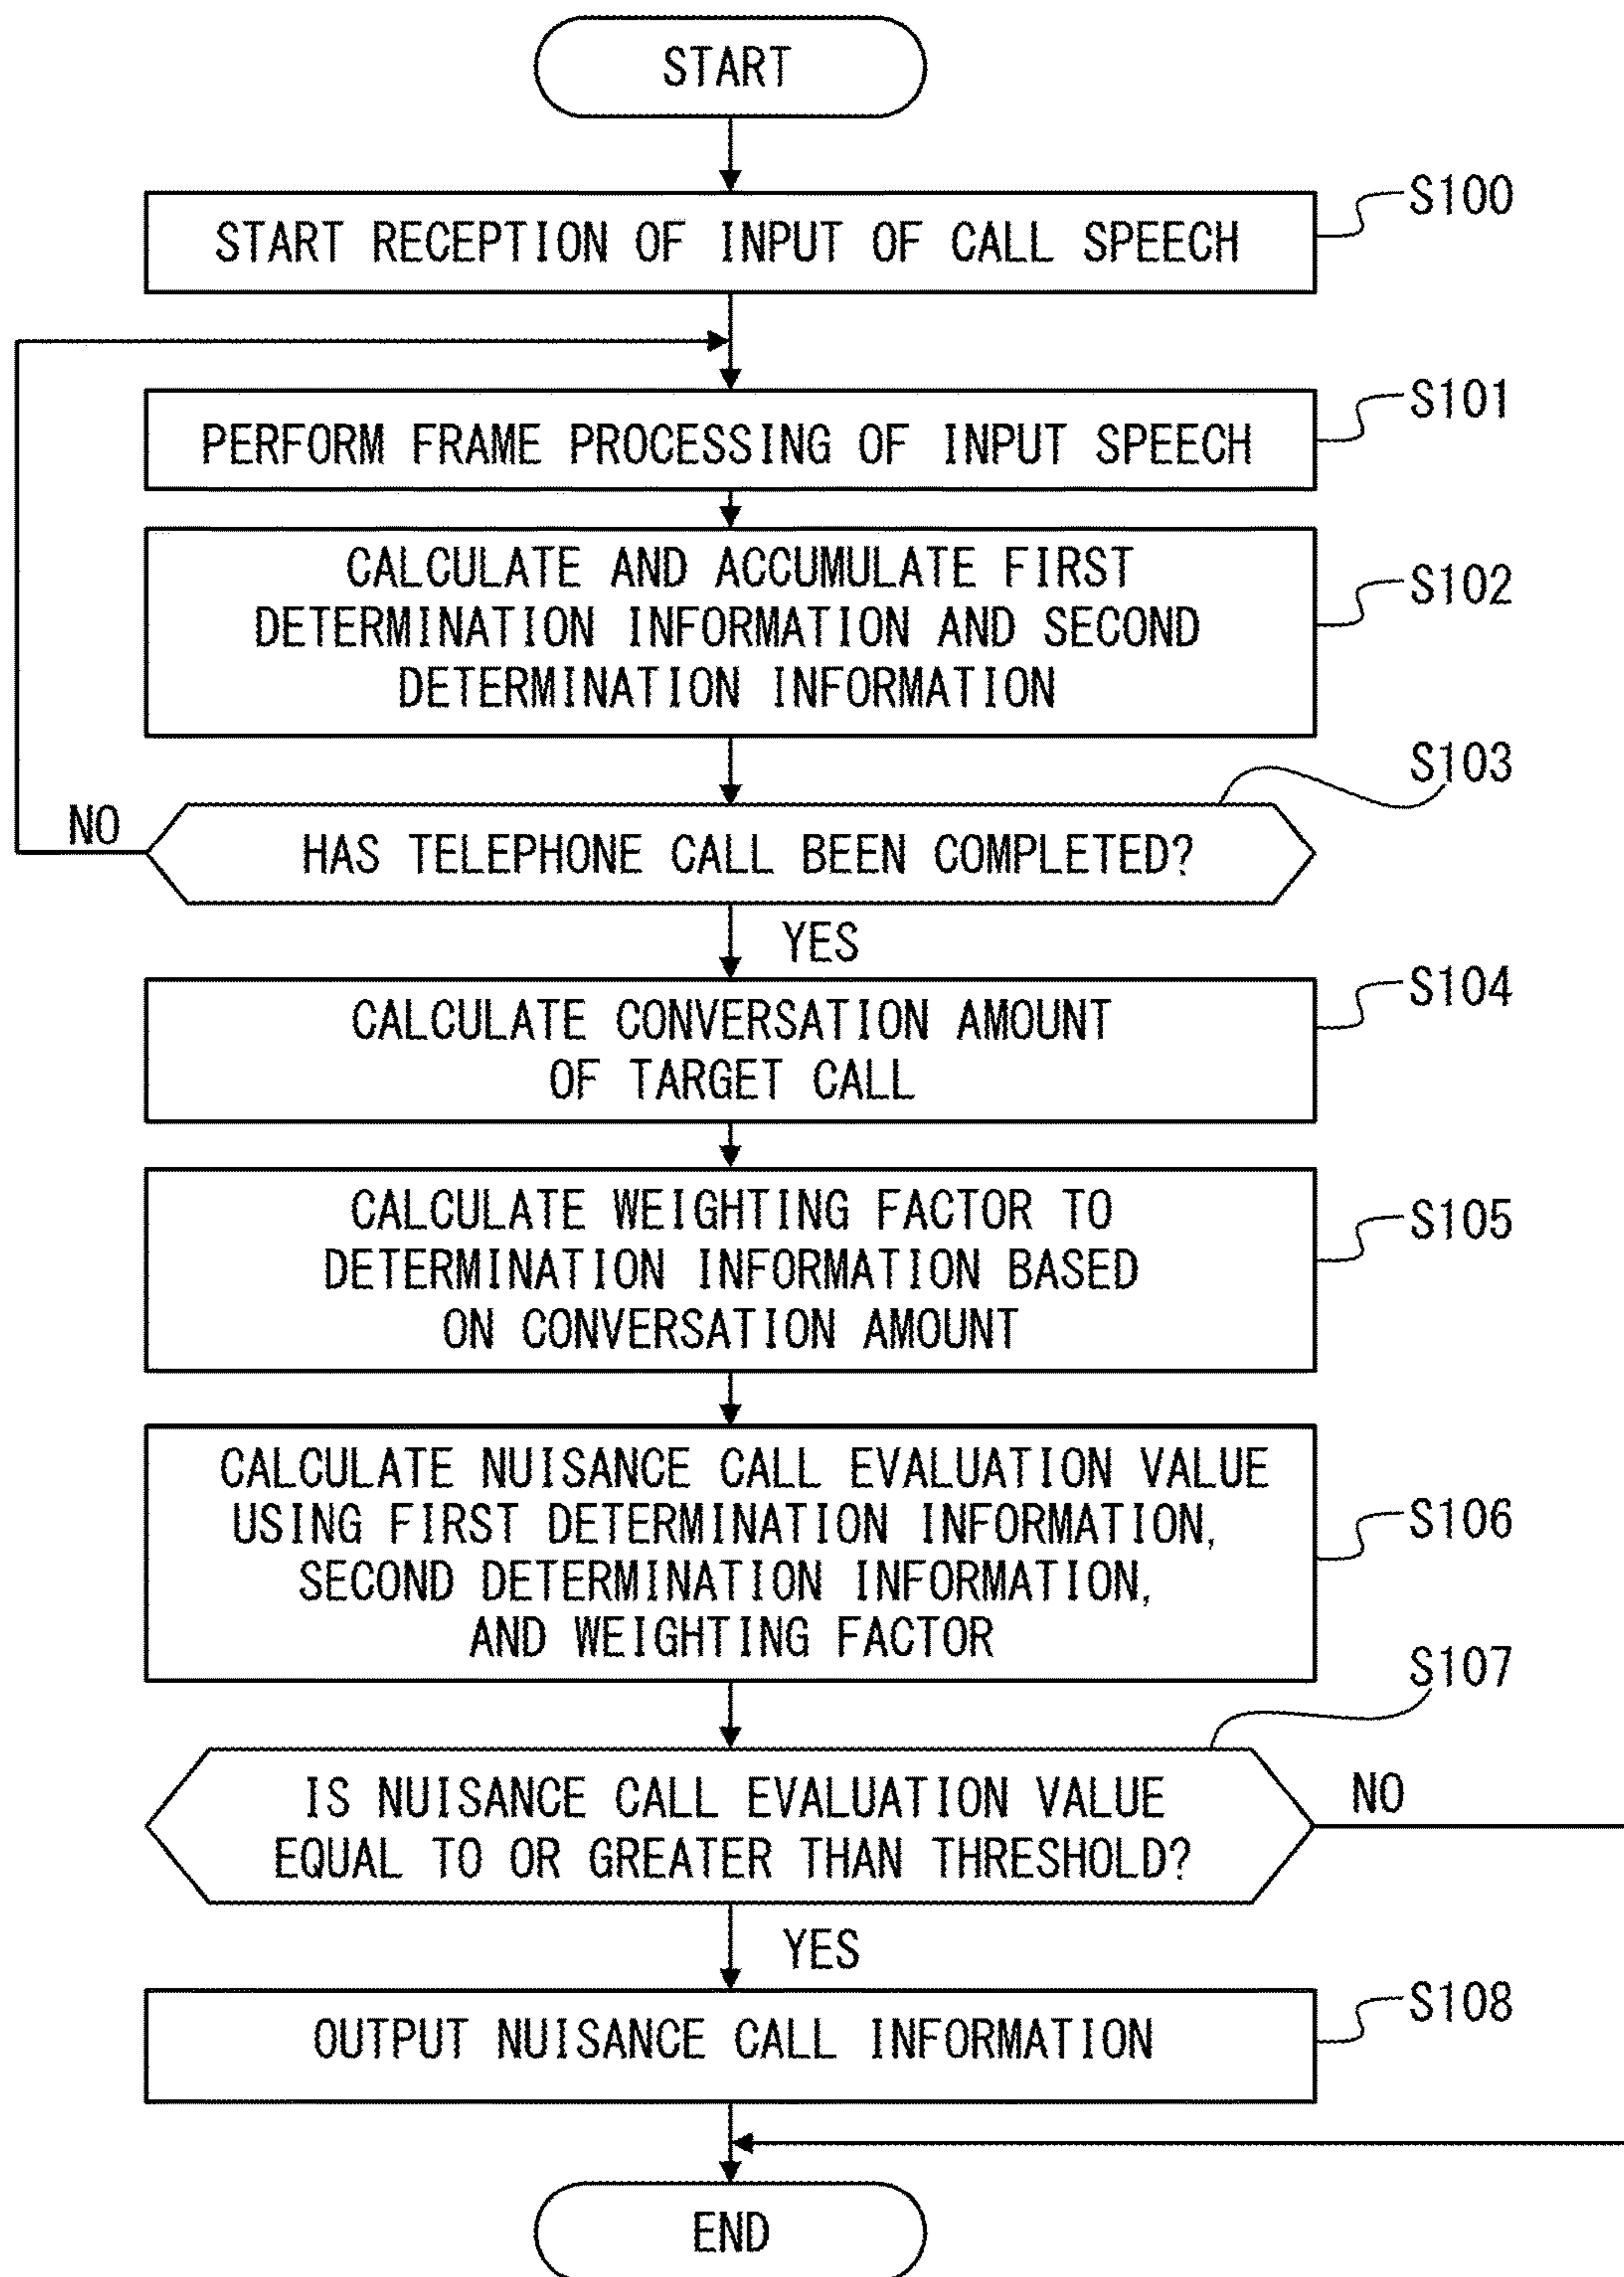 START
START RECEPTION OF INPUT OF CALL SPEECH
S100
PERFORM FRAME PROCESSING OF INPUT SPEECH
S101
CALCULATE AND ACCUMULATE FIRST
DETERMINATION INFORMATION AND SECOND
DETERMINATION INFORMATION
S102
S103
NO
HAS TELEPHONE CALL BEEN COMPLETED?
YES
CALCULATE CONVERSATION AMOUNT
OF TARGET CALL
S104
CALCULATE WEIGHTING FACTOR TO
DETERMINATION INFORMATION BASED
ON CONVERSATION AMOUNT
S105
CALCULATE NUISANCE CALL EVALUATION VALUE
USING FIRST DETERMINATION INFORMATION,
SECOND DETERMINATION INFORMATION,
AND WEIGHTING FACTOR
S106
S107
IS NUISANCE CALL EVALUATION VALUE
EQUAL TO OR GREATER THAN THRESHOLD?
NO
YES
OUTPUT NUISANCE CALL INFORMATION
S108
END